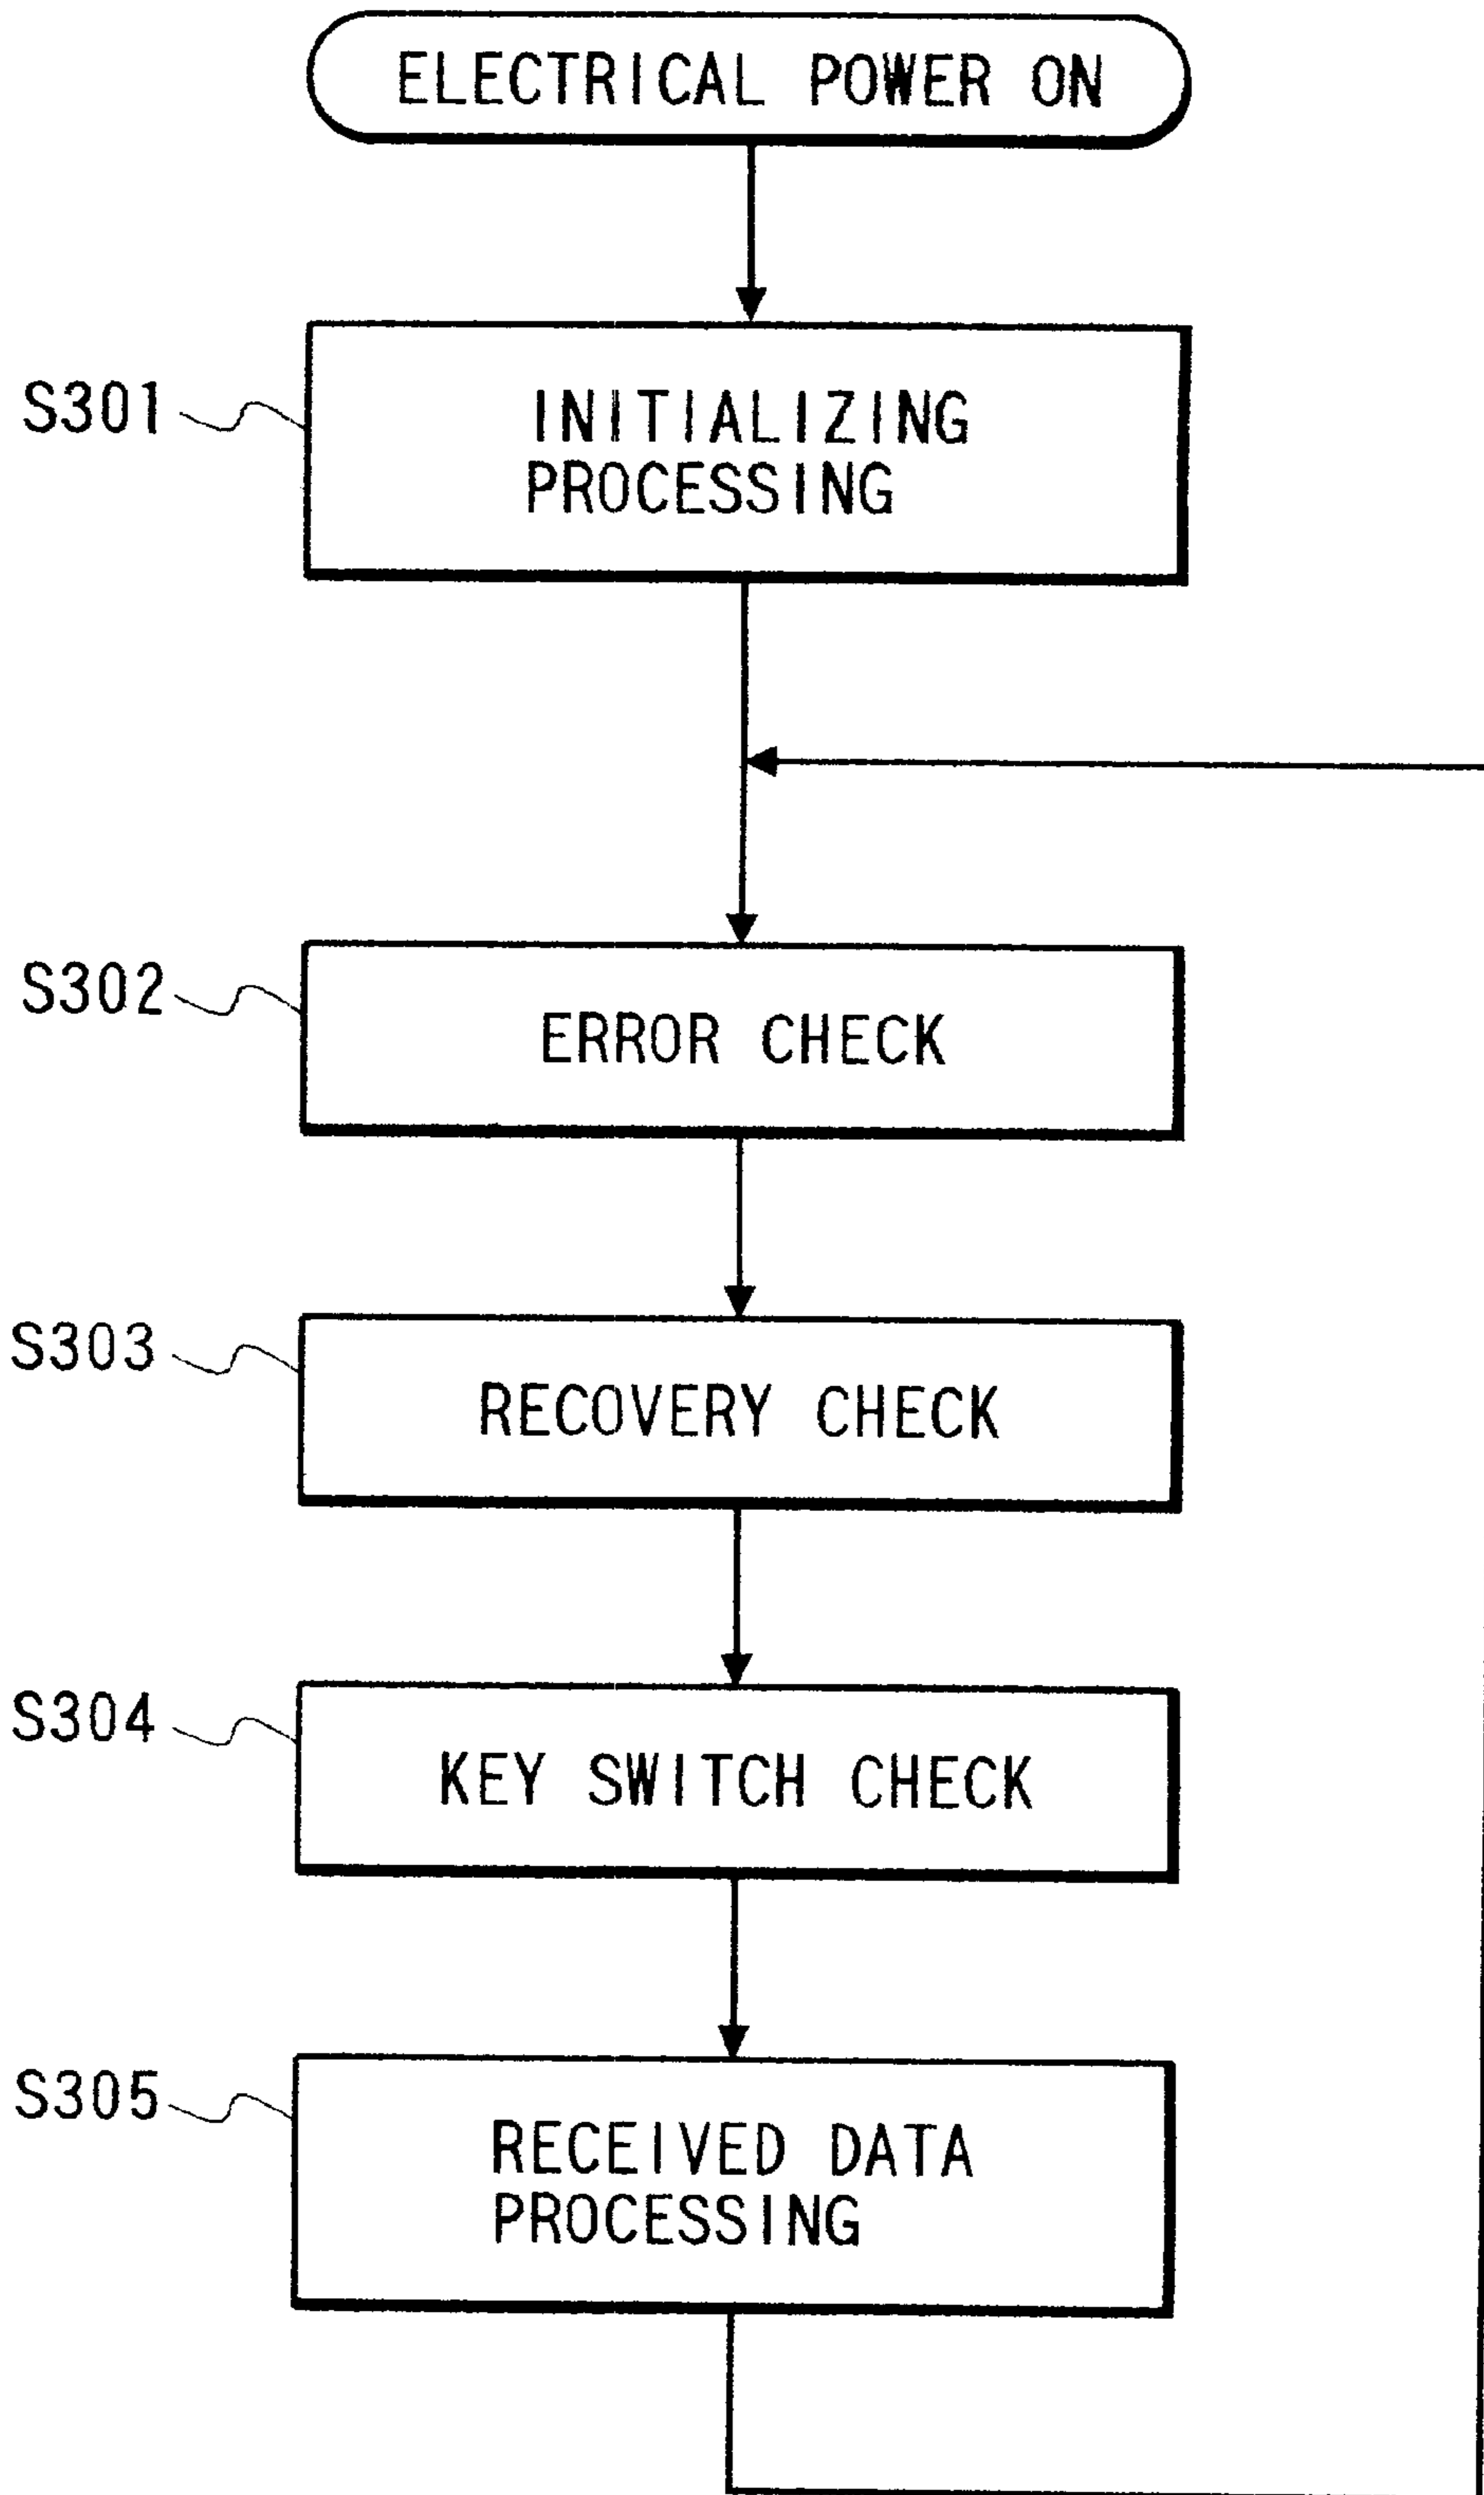 ELECTRICAL POWER ON
S301
INITIALIZING
PROCESSING
S302
ERROR CHECK
S303
RECOVERY CHECK
S304
KEY SWITCH CHECK
S305
RECEIVED DATA
PROCESSING